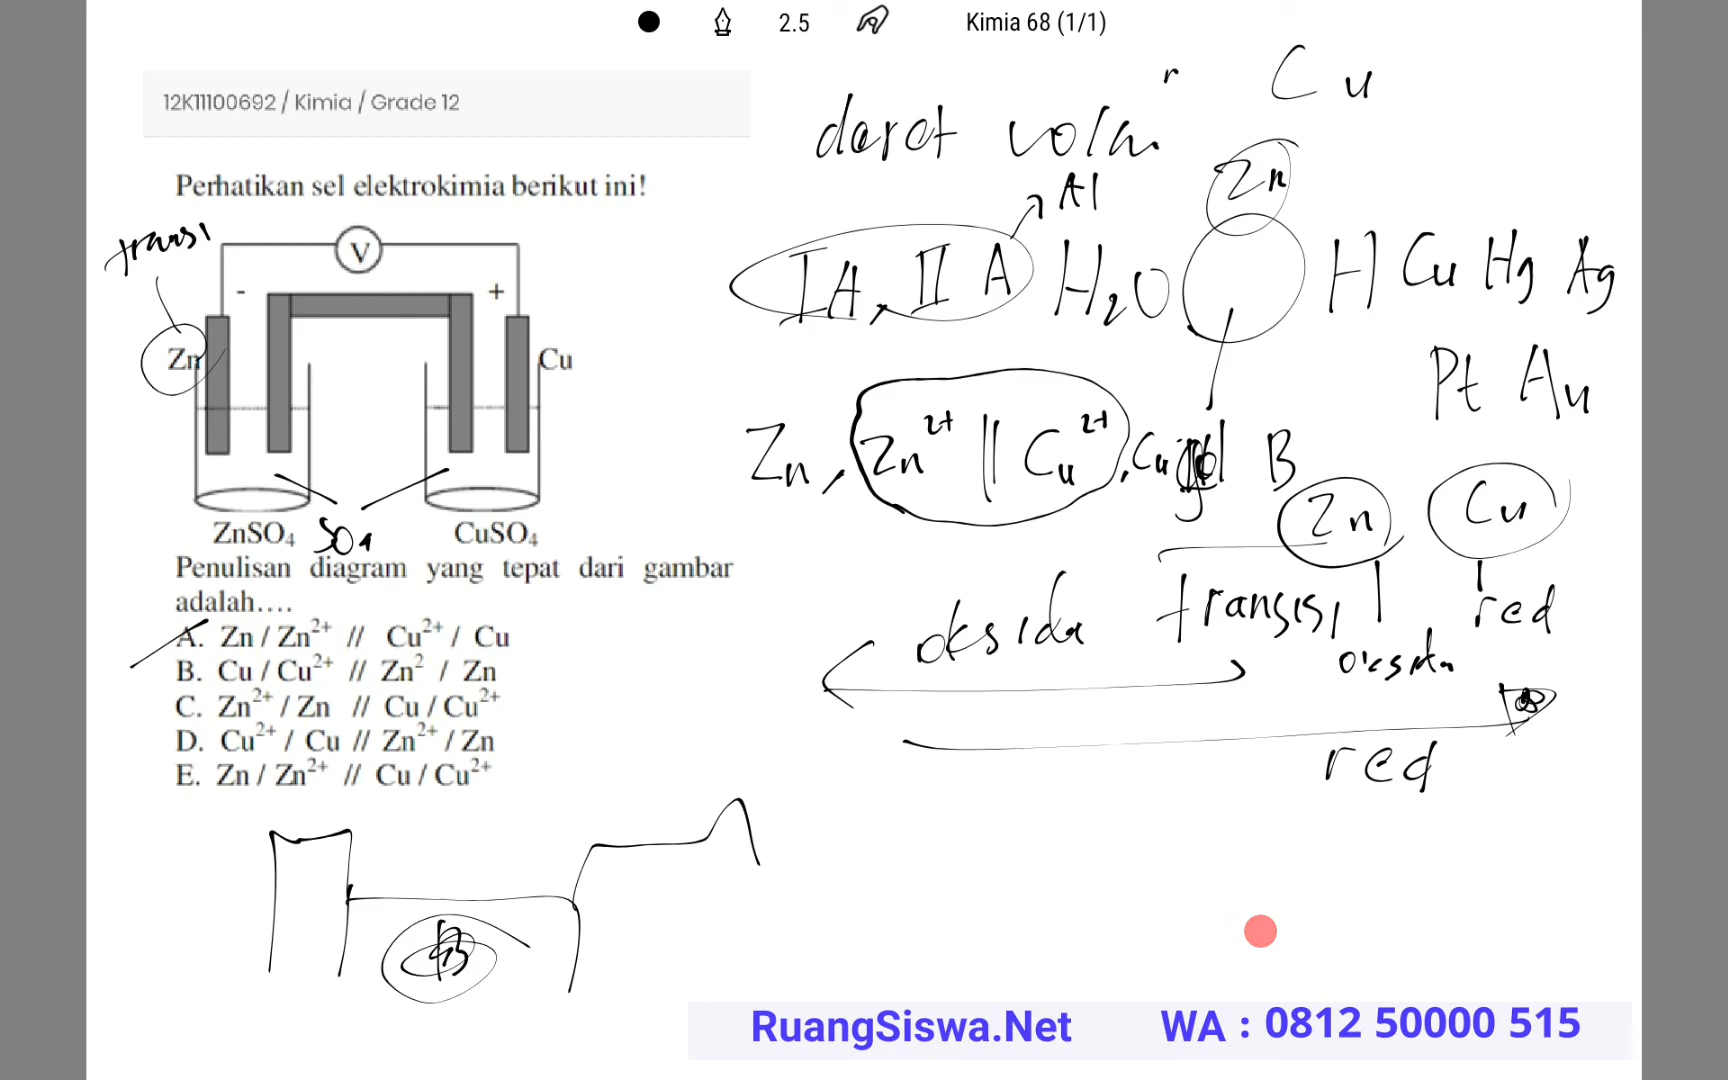 2.5 Kimia 68 (1/1)
12K11100692 / Kimia / Grade 12
Perhatikan sel elektrokimia berikut ini!
transi
V
- +
Zn Cu
ZnSO₄ SO₄ CuSO₄
Penulisan diagram yang tepat dari gambar
adalah....
A. Zn / Zn²⁺ // Cu²⁺ / Cu
B. Cu / Cu²⁺ // Zn² / Zn
C. Zn²⁺ / Zn // Cu / Cu²⁺
D. Cu²⁺ / Cu // Zn²⁺ / Zn
E. Zn / Zn²⁺ // Cu / Cu²⁺
r Cu
deret volta
Al Zn
IA, II A H₂O H Cu Hg Ag
Pt Au
Zn, Zn²⁺ || Cu²⁺, Cu gol B
Zn Cu
oksida transisi red
oksida
red
B
RuangSiswa.Net WA : 0812 50000 515